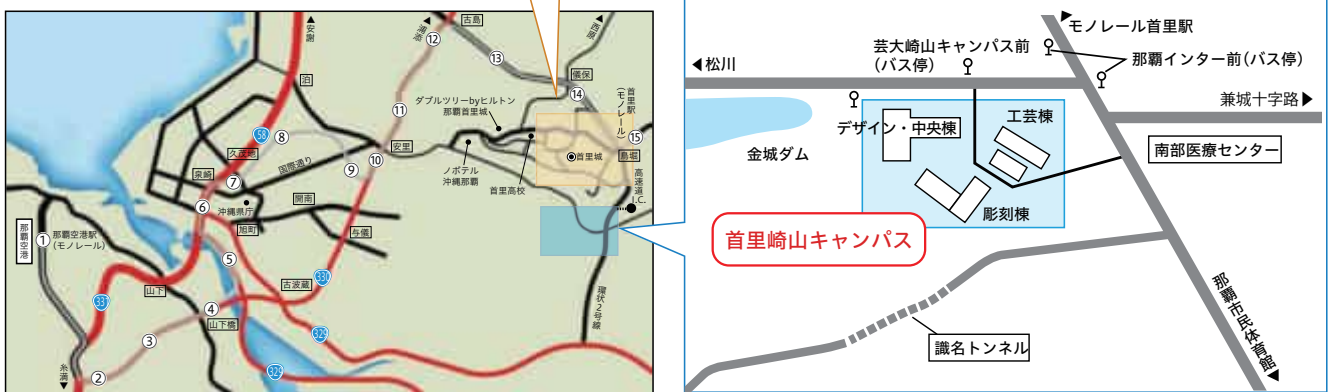 安謝
浦添
古島
西原
⑫
⑬
泊
儀保
⑭
首里駅
(モノレール)
ダブルツリーbyヒルトン
那覇首里城
⑪
58
⑧
久茂地
国際通り
⑩
安里
⑮
鳥堀
首里城
泉崎
⑦
⑨
ノボテル
沖縄那覇
首里高校
高速道
I.C.
沖縄県庁
開南
⑥
旭町
与儀
那覇空港
①
那覇空港駅
(モノレール)
⑤
330
古波蔵
山下
331
④
山下橋
環状2号線
③
329
329
②
糸満
モノレール首里駅
芸大崎山キャンパス前
(バス停)
那覇インター前(バス停)
松川
兼城十字路
デザイン・中央棟
工芸棟
金城ダム
南部医療センター
彫刻棟
首里崎山キャンパス
那覇市民体育館
識名トンネル